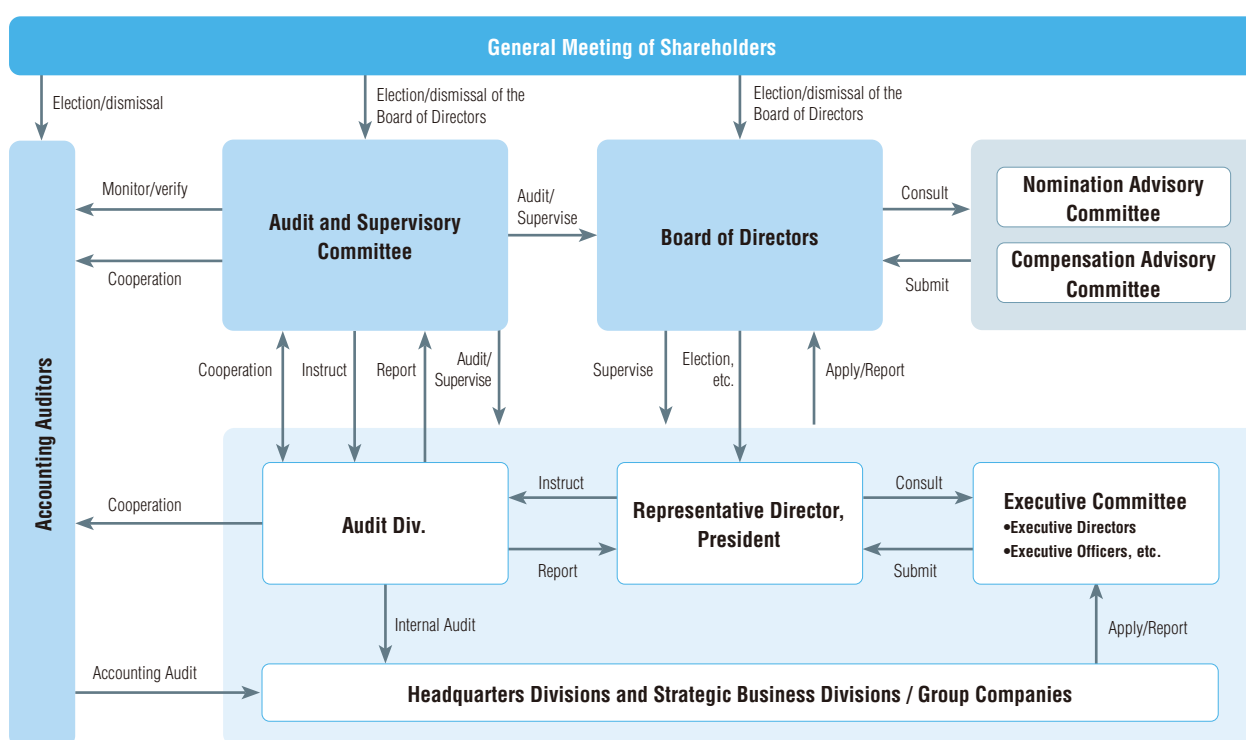 General Meeting of Shareholders
Election/dismissal
Election/dismissal of the
Board of Directors
Election/dismissal of the
Board of Directors
Accounting Auditors
Monitor/verify
Cooperation
Audit and Supervisory
Committee
Audit/
Supervise
Board of Directors
Consult
Submit
Nomination Advisory
Committee
Compensation Advisory
Committee
Cooperation
Instruct
Report
Audit/
Supervise
Supervise
Election,
etc.
Apply/Report
Cooperation
Audit Div.
Instruct
Report
Representative Director,
President
Consult
Submit
Executive Committee
•Executive Directors
•Executive Officers, etc.
Internal Audit
Apply/Report
Accounting Audit
Headquarters Divisions and Strategic Business Divisions / Group Companies